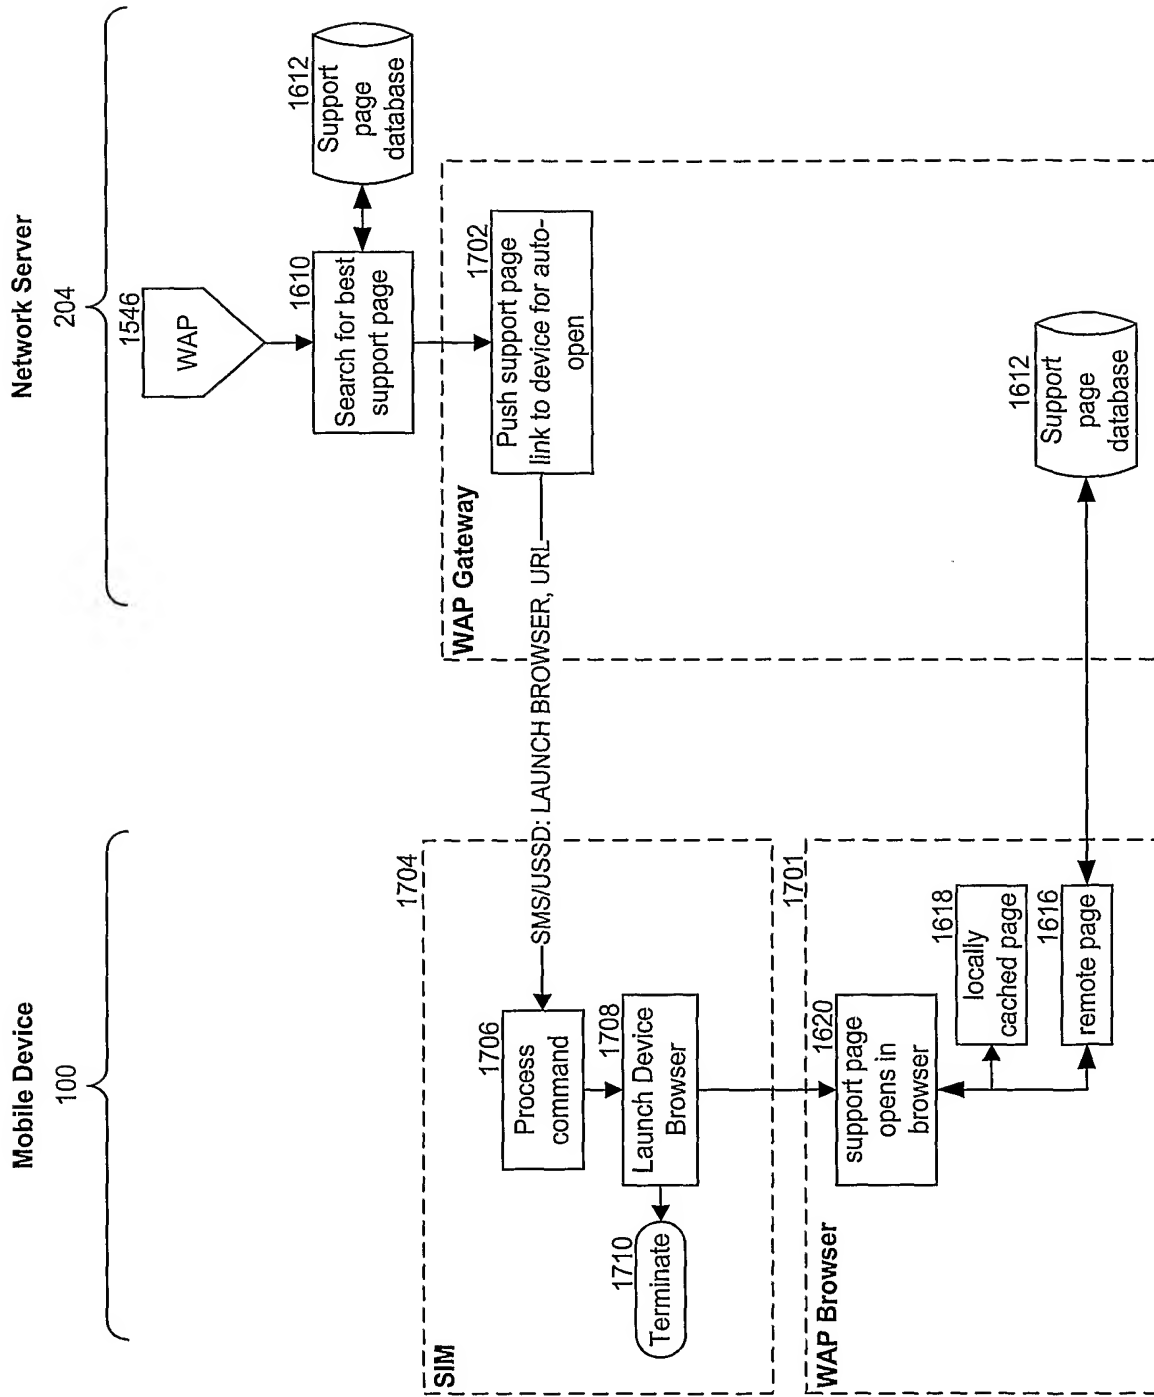 Mobile Device
100
Network Server
204
1546
WAP
1610
Search for best
support page
1612
Support
page
database
WAP Gateway
1702
Push support page
link to device for auto-
open
SMS/USSD: LAUNCH BROWSER, URL
SIM
1704
1706
Process
command
1708
Launch Device
Browser
1710
Terminate
WAP Browser
1701
1620
support page
opens in
browser
1618
locally
cached page
1616
remote page
1612
Support
page
database